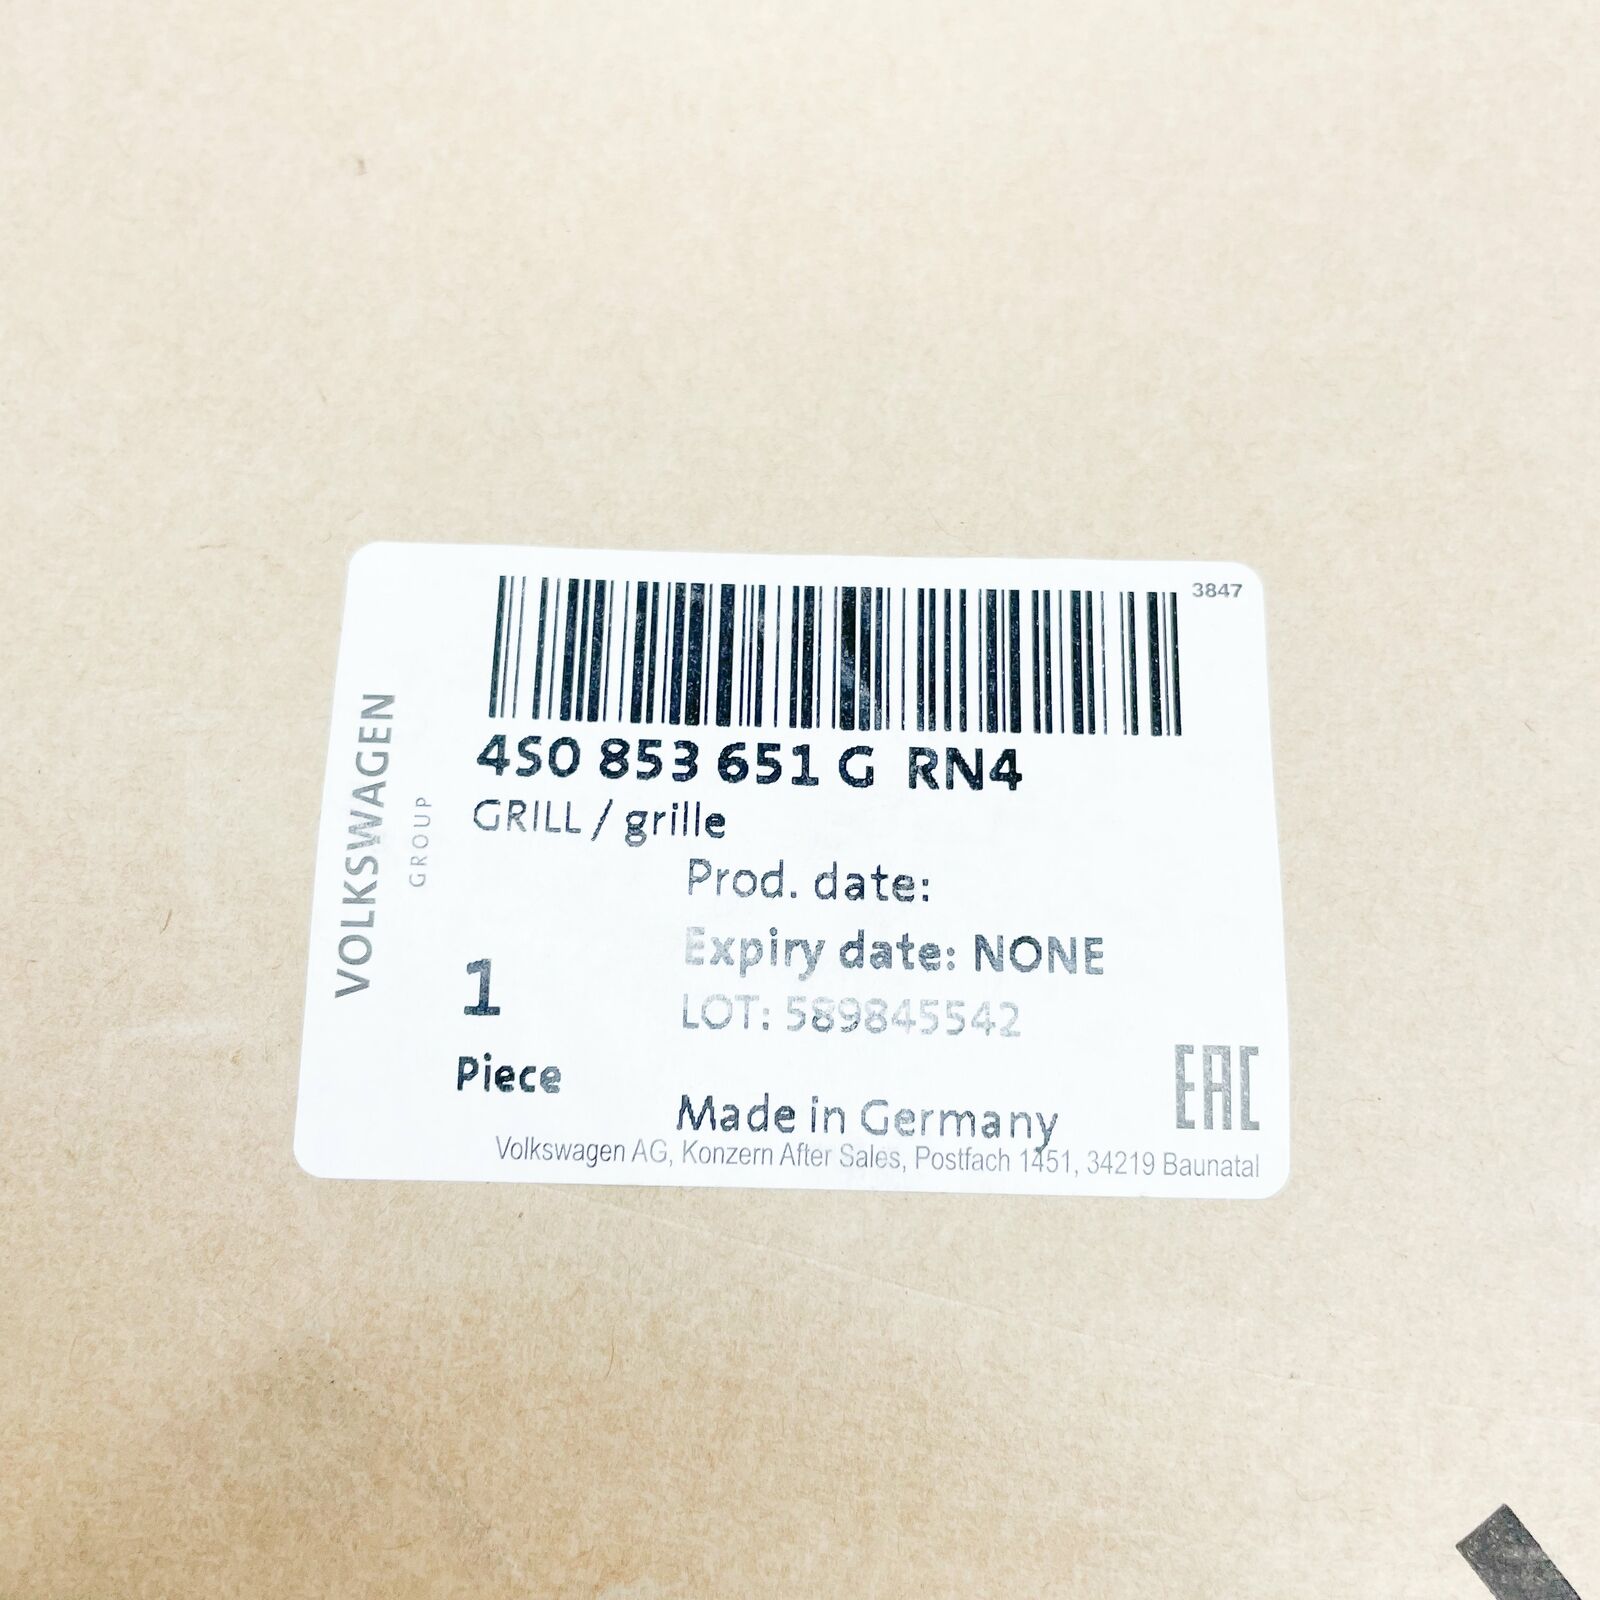 3847
4S0 853 651 G RN4
GRILL / grille
Prod. date:
Expiry date: NONE
LOT: 589845542
1
Piece
Made in Germany
EAC
Volkswagen AG, Konzern After Sales, Postfach 1451, 34219 Baunatal
VOLKSWAGEN
GROUP